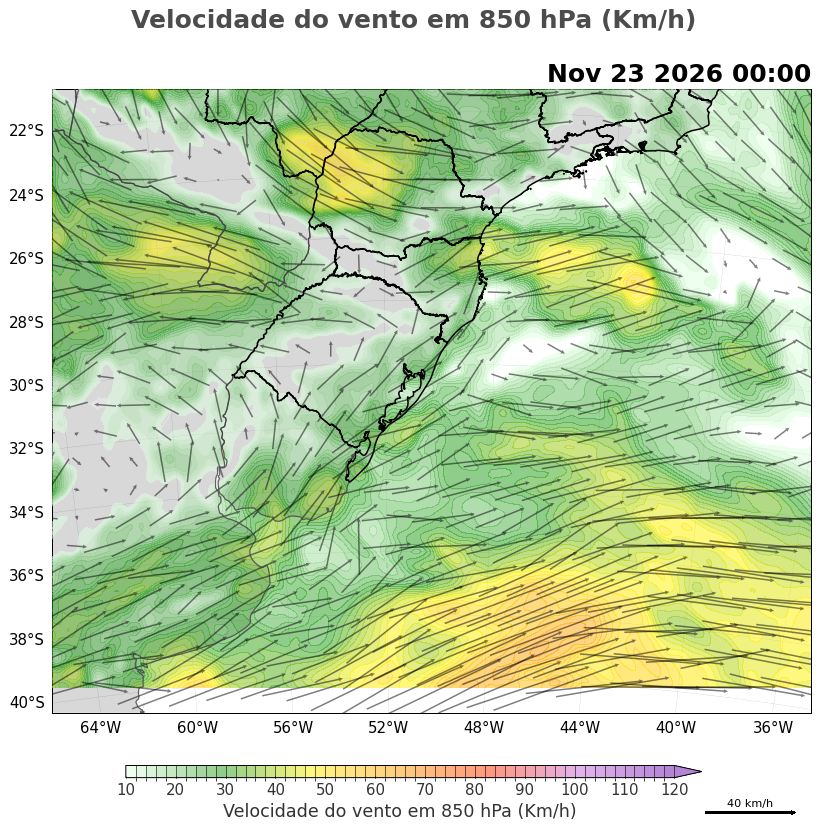 Velocidade do vento em 850 hPa (Km/h)
Nov 23 2026 00:00
22°S
24°S
26°S
28°S
30°S
32°S
34°S
36°S
38°S
40°S
64°W 60°W 56°W 52°W 48°W 44°W 40°W 36°W
10 20 30 40 50 60 70 80 90 100 110 120
Velocidade do vento em 850 hPa (Km/h)
40 km/h